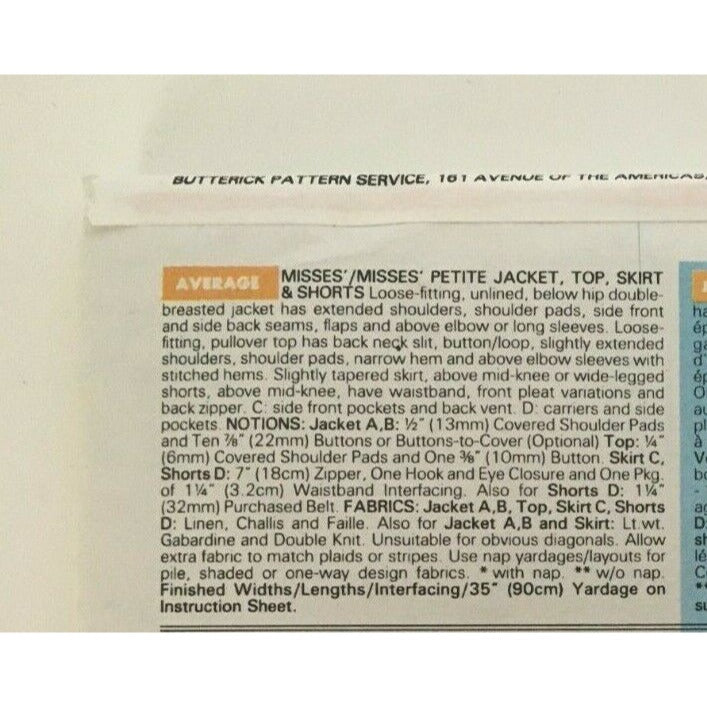 BUTTERICK PATTERN SERVICE, 161 AVENUE OF THE AMERICAS,
AVERAGE MISSES'/MISSES' PETITE JACKET, TOP, SKIRT
& SHORTS Loose-fitting, unlined, below hip double-
breasted jacket has extended shoulders, shoulder pads, side front
and side back seams, flaps and above elbow or long sleeves. Loose-
fitting, pullover top has back neck slit, button/loop, slightly extended
shoulders, shoulder pads, narrow hem and above elbow sleeves with
stitched hems. Slightly tapered skirt, above mid-knee or wide-legged
shorts, above mid-knee, have waistband, front pleat variations and
back zipper. C: side front pockets and back vent. D: carriers and side
pockets. NOTIONS: Jacket A,B: ½" (13mm) Covered Shoulder Pads
and Ten ⅞" (22mm) Buttons or Buttons-to-Cover (Optional) Top: ¼"
(6mm) Covered Shoulder Pads and One ⅜" (10mm) Button. Skirt C,
Shorts D: 7" (18cm) Zipper, One Hook and Eye Closure and One Pkg.
of 1¼" (3.2cm) Waistband Interfacing. Also for Shorts D: 1¼"
(32mm) Purchased Belt. FABRICS: Jacket A,B, Top, Skirt C, Shorts
D: Linen, Challis and Faille. Also for Jacket A,B and Skirt: Lt.wt.
Gabardine and Double Knit. Unsuitable for obvious diagonals. Allow
extra fabric to match plaids or stripes. Use nap yardages/layouts for
pile, shaded or one-way design fabrics. * with nap. ** w/o nap.
Finished Widths/Lengths/Interfacing/35" (90cm) Yardage on
Instruction Sheet.